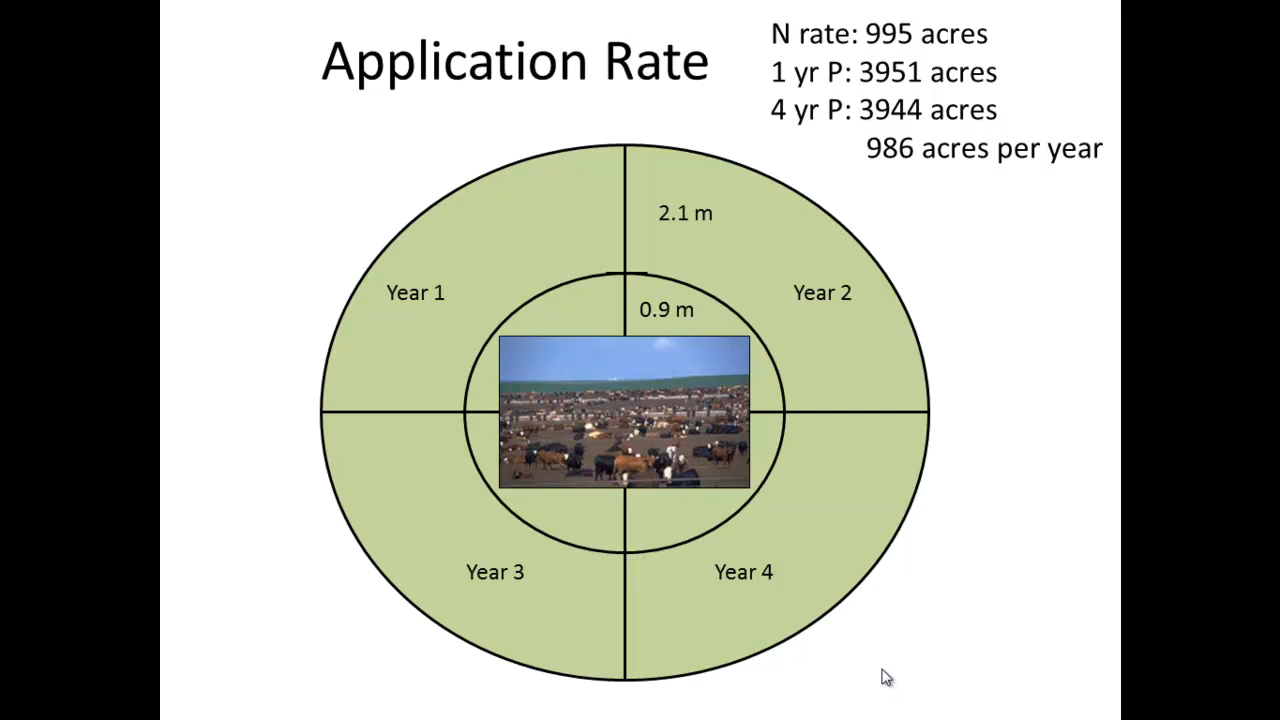 Application Rate
N rate: 995 acres
1 yr P: 3951 acres
4 yr P: 3944 acres
986 acres per year
2.1 m
Year 1
Year 2
0.9 m
Year 3
Year 4